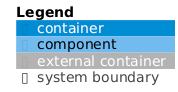 Legend
container
component
external container
system boundary